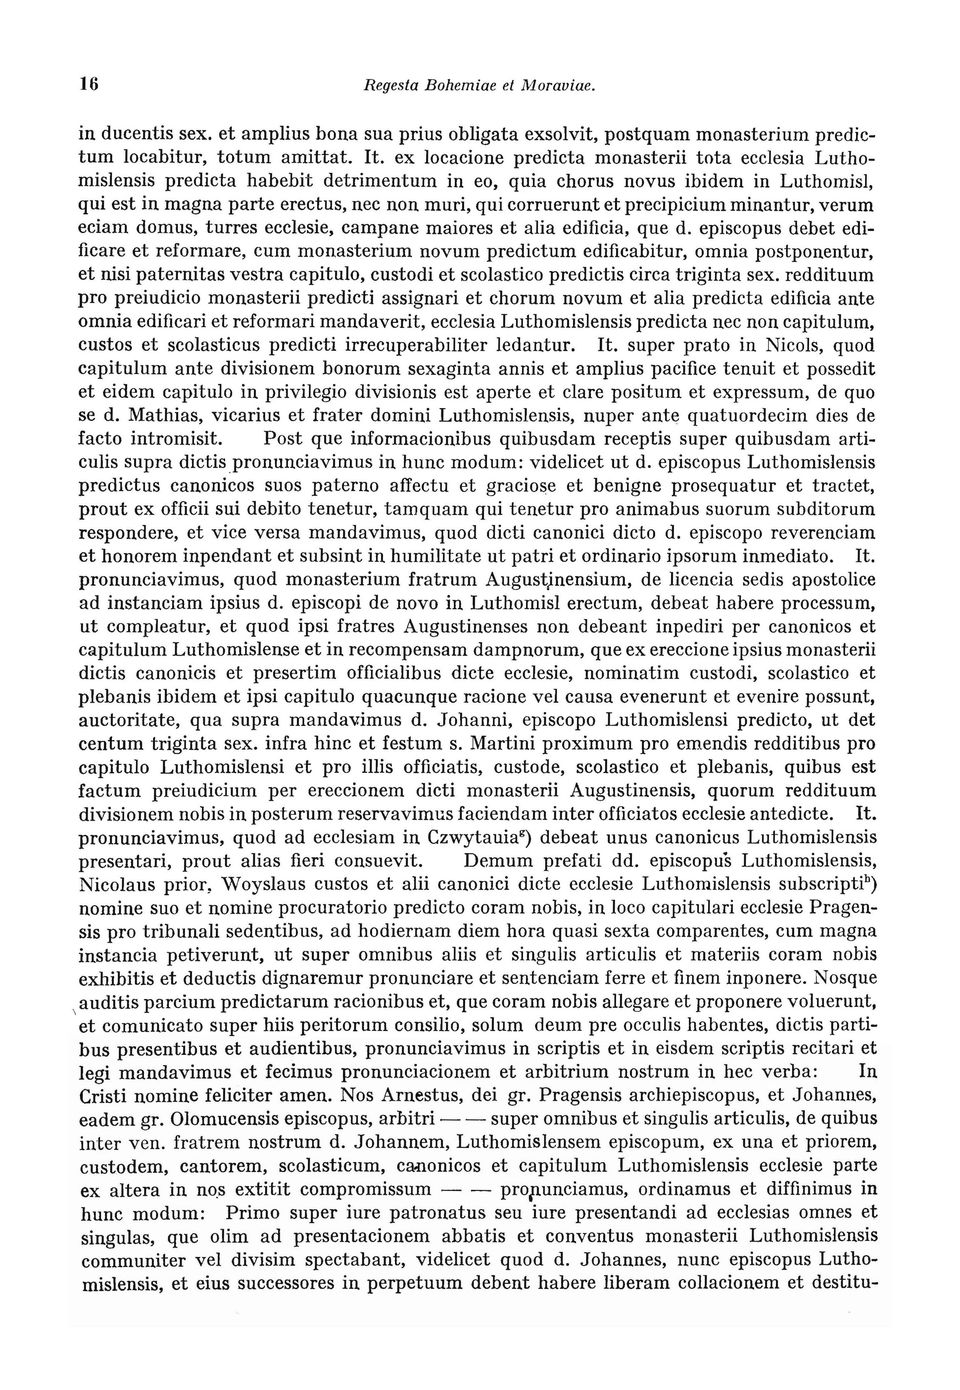 16 Regesta Bohemiae et Moraviae.
in ducentis sex. et amplius bona sua prius obligata exsolvit, postquam monasterium predic-
tum locabitur, totum amittat. It. ex locacione predicta monasterii tota ecclesia Lutho-
mislensis predicta habebit detrimentum in eo, quia chorus novus ibidem in Luthomisl,
qui est in magna parte erectus, nec non muri, qui corruerunt et precipicium minantur, verum
eciam domus, turres ecclesie, campane maiores et alia edificia, que d. episcopus debet edi-
ficare et reformare, cum monasterium novum predictum edificabitur, omnia postponentur,
et nisi paternitas vestra capitulo, custodi et scolastico predictis circa triginta sex. reddituum
pro preiudicio monasterii predicti assignari et chorum novum et alia predicta edificia ante
omnia edificari et reformari mandaverit, ecclesia Luthomislensis predicta nec non capitulum,
custos et scolasticus predicti irrecuperabiliter ledantur. It. super prato in Nicols, quod
capitulum ante divisionem bonorum sexaginta annis et amplius pacifice tenuit et possedit
et eidem capitulo in privilegio divisionis est aperte et clare positum et expressum, de quo
se d. Mathias, vicarius et frater domini Luthomislensis, nuper ante quatuordecim dies de
facto intromisit. Post que informacionibus quibusdam receptis super quibusdam arti-
culis supra dictis pronunciavimus in hunc modum: videlicet ut d. episcopus Luthomislensis
predictus canonicos suos paterno affectu et graciose et benigne prosequatur et tractet,
prout ex officii sui debito tenetur, tamquam qui tenetur pro animabus suorum subditorum
respondere, et vice versa mandavimus, quod dicti canonici dicto d. episcopo reverenciam
et honorem inpendant et subsint in humilitate ut patri et ordinario ipsorum inmediato. It.
pronunciavimus, quod monasterium fratrum Augustinensium, de licencia sedis apostolice
ad instanciam ipsius d. episcopi de novo in Luthomisl erectum, debeat habere processum,
ut compleatur, et quod ipsi fratres Augustinenses non debeant inpediri per canonicos et
capitulum Luthomislense et in recompensam dampnorum, que ex ereccione ipsius monasterii
dictis canonicis et presertim officialibus dicte ecclesie, nominatim custodi, scolastico et
plebanis ibidem et ipsi capitulo quacunque racione vel causa evenerunt et evenire possunt,
auctoritate, qua supra mandavimus d. Johanni, episcopo Luthomislensi predicto, ut det
centum triginta sex. infra hinc et festum s. Martini proximum pro emendis redditibus pro
capitulo Luthomislensi et pro illis officiatis, custode, scolastico et plebanis, quibus est
factum preiudicium per ereccionem dicti monasterii Augustinensis, quorum reddituum
divisionem nobis in posterum reservavimus faciendam inter officiatos ecclesie antedicte. It.
pronunciavimus, quod ad ecclesiam in Czwytauia<sup>g</sup>) debeat unus canonicus Luthomislensis
presentari, prout alias fieri consuevit. Demum prefati dd. episcopus Luthomislensis,
Nicolaus prior, Woyslaus custos et alii canonici dicte ecclesie Luthomislensis subscripti<sup>h</sup>)
nomine suo et nomine procuratorio predicto coram nobis, in loco capitulari ecclesie Pragen-
sis pro tribunali sedentibus, ad hodiernam diem hora quasi sexta comparentes, cum magna
instancia petiverunt, ut super omnibus aliis et singulis articulis et materiis coram nobis
exhibitis et deductis dignaremur pronunciare et sentenciam ferre et finem inponere. Nosque
auditis parcium predictarum racionibus et, que coram nobis allegare et proponere voluerunt,
et comunicato super hiis peritorum consilio, solum deum pre occulis habentes, dictis parti-
bus presentibus et audientibus, pronunciavimus in scriptis et in eisdem scriptis recitari et
legi mandavimus et fecimus pronunciacionem et arbitrium nostrum in hec verba: In
Cristi nomine feliciter amen. Nos Arnestus, dei gr. Pragensis archiepiscopus, et Johannes,
eadem gr. Olomucensis episcopus, arbitri — — super omnibus et singulis articulis, de quibus
inter ven. fratrem nostrum d. Johannem, Luthomislensem episcopum, ex una et priorem,
custodem, cantorem, scolasticum, canonicos et capitulum Luthomislensis ecclesie parte
ex altera in nos extitit compromissum — — pronunciamus, ordinamus et diffinimus in
hunc modum: Primo super iure patronatus seu iure presentandi ad ecclesias omnes et
singulas, que olim ad presentacionem abbatis et conventus monasterii Luthomislensis
communiter vel divisim spectabant, videlicet quod d. Johannes, nunc episcopus Lutho-
mislensis, et eius successores in perpetuum debent habere liberam collacionem et destitu-